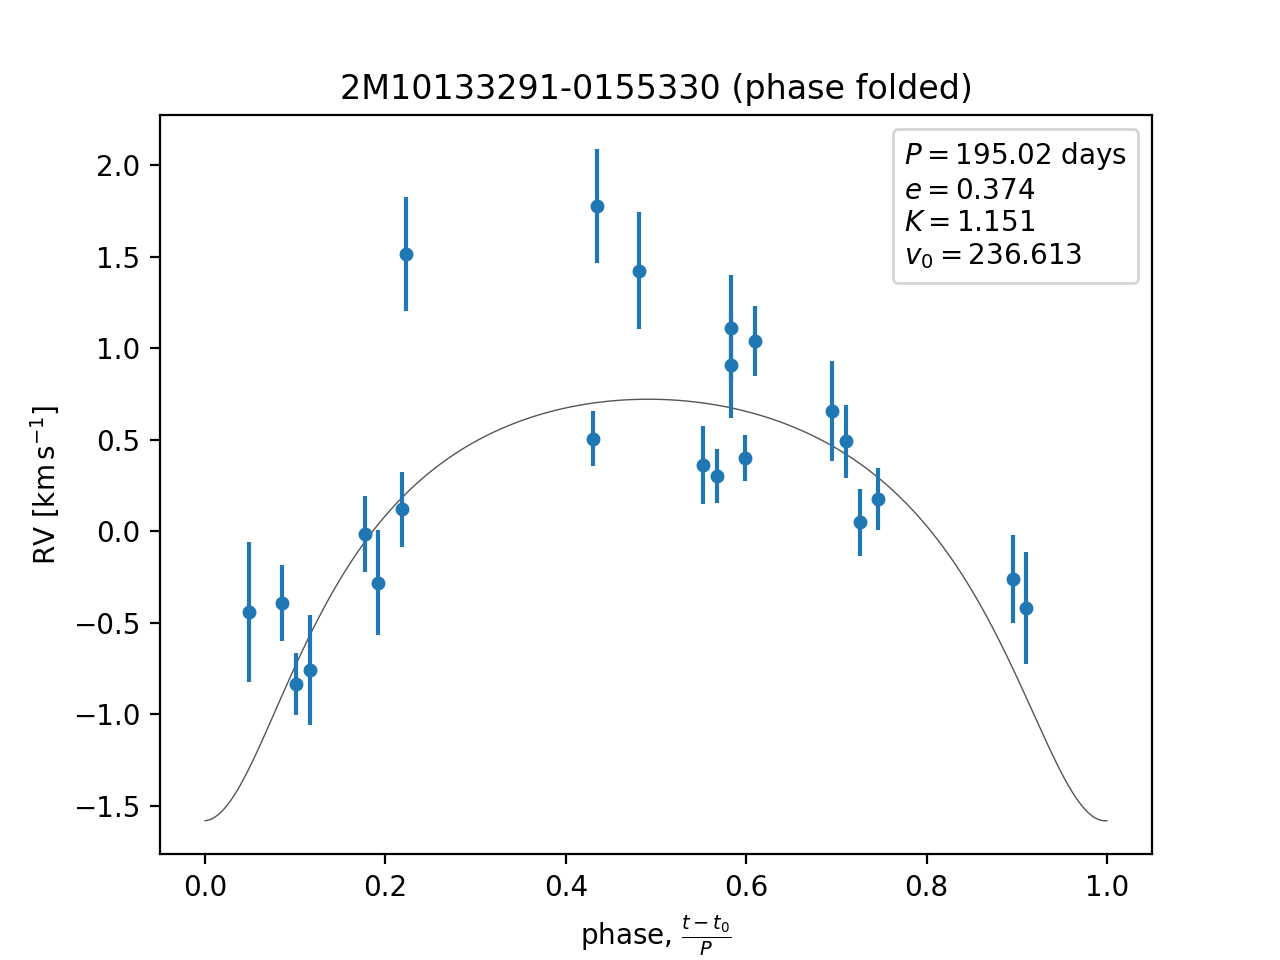 2M10133291-0155330 (phase folded)
P = 195.02 days
e = 0.374
K = 1.151
v₀ = 236.613
2.0
1.5
1.0
0.5
0.0
−0.5
−1.0
−1.5
RV [km s⁻¹]
0.0 0.2 0.4 0.6 0.8 1.0
phase, (t − t₀)/P